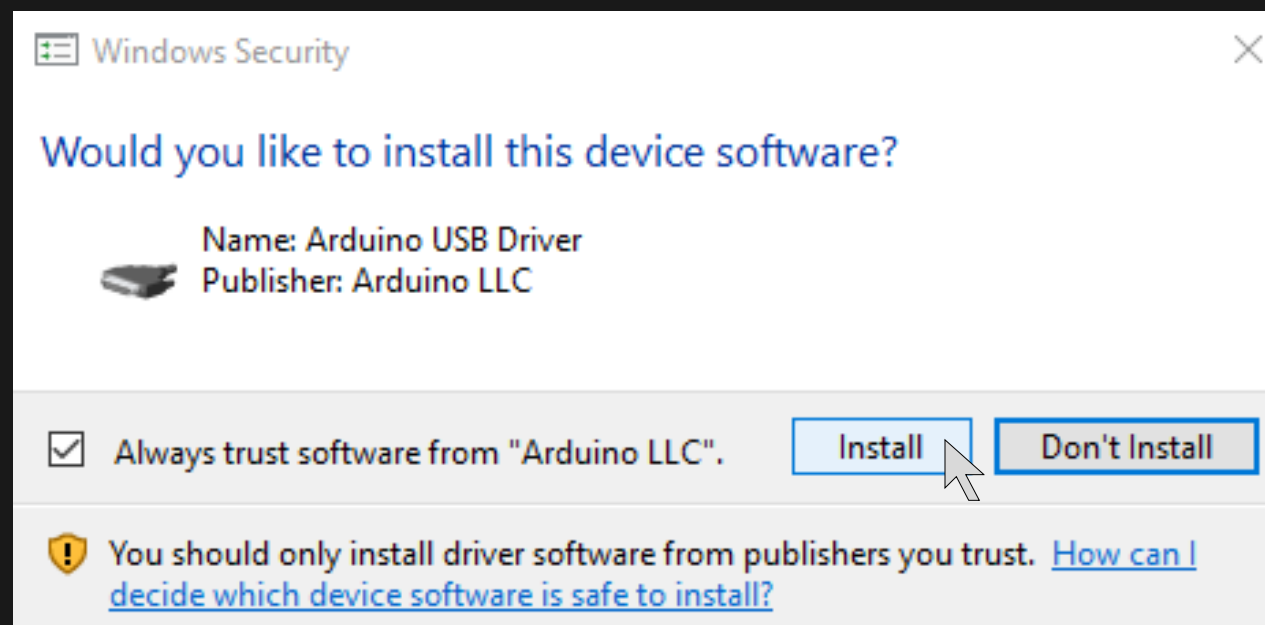 Windows Security
Would you like to install this device software?
Name: Arduino USB Driver
Publisher: Arduino LLC
Always trust software from "Arduino LLC".
Install
Don't Install
You should only install driver software from publishers you trust. How can I
decide which device software is safe to install?